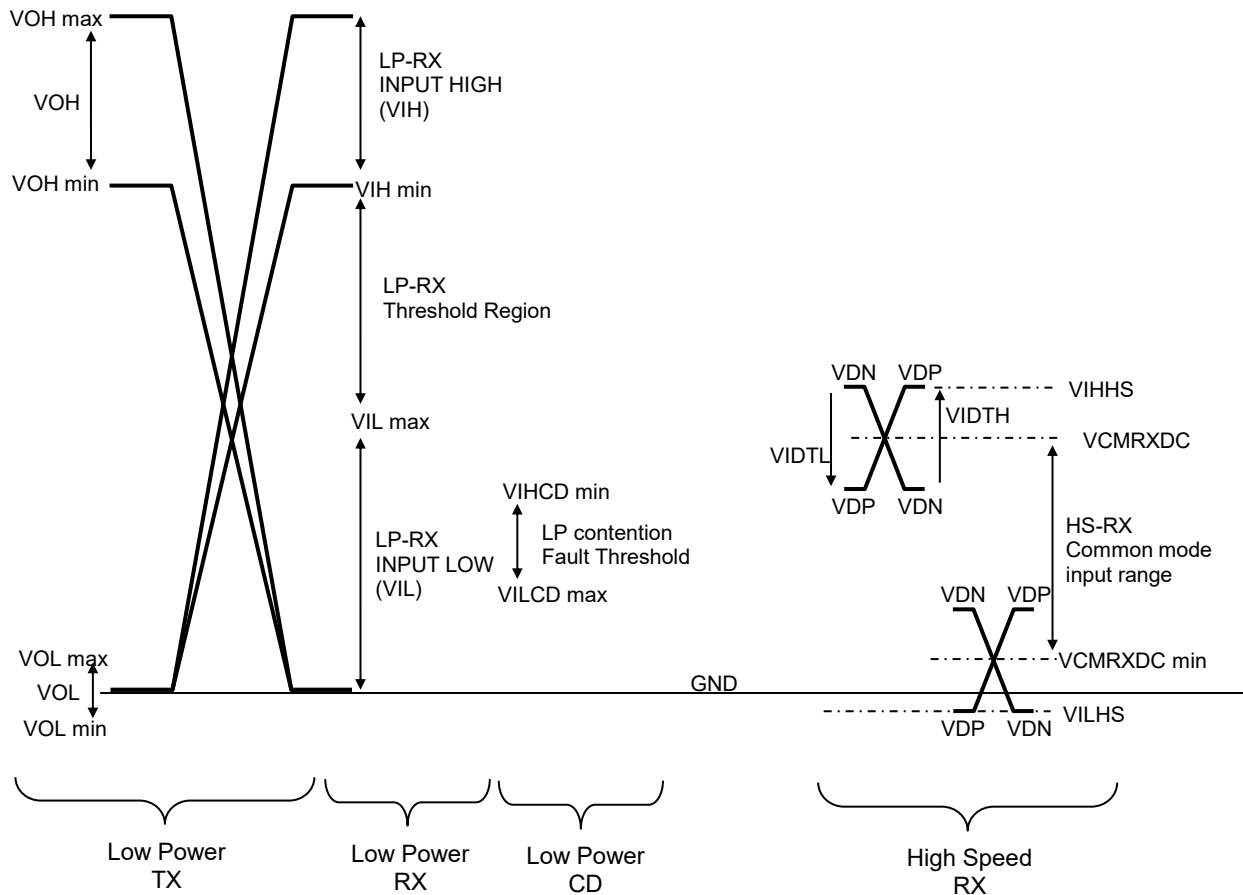 VOH max
VOH
VOH min
LP-RX
INPUT HIGH
(VIH)
VIH min
LP-RX
Threshold Region
VIL max
LP-RX
INPUT LOW
(VIL)
VIHCD min
LP contention
Fault Threshold
VILCD max
VOL max
VOL
VOL min
GND
VDN
VDP
VIHHS
VIDTH
VCMRXDC
VIDTL
VDP
VDN
HS-RX
Common mode
input range
VDN
VDP
VCMRXDC min
VDP
VDN
VILHS
Low Power
TX
Low Power
RX
Low Power
CD
High Speed
RX